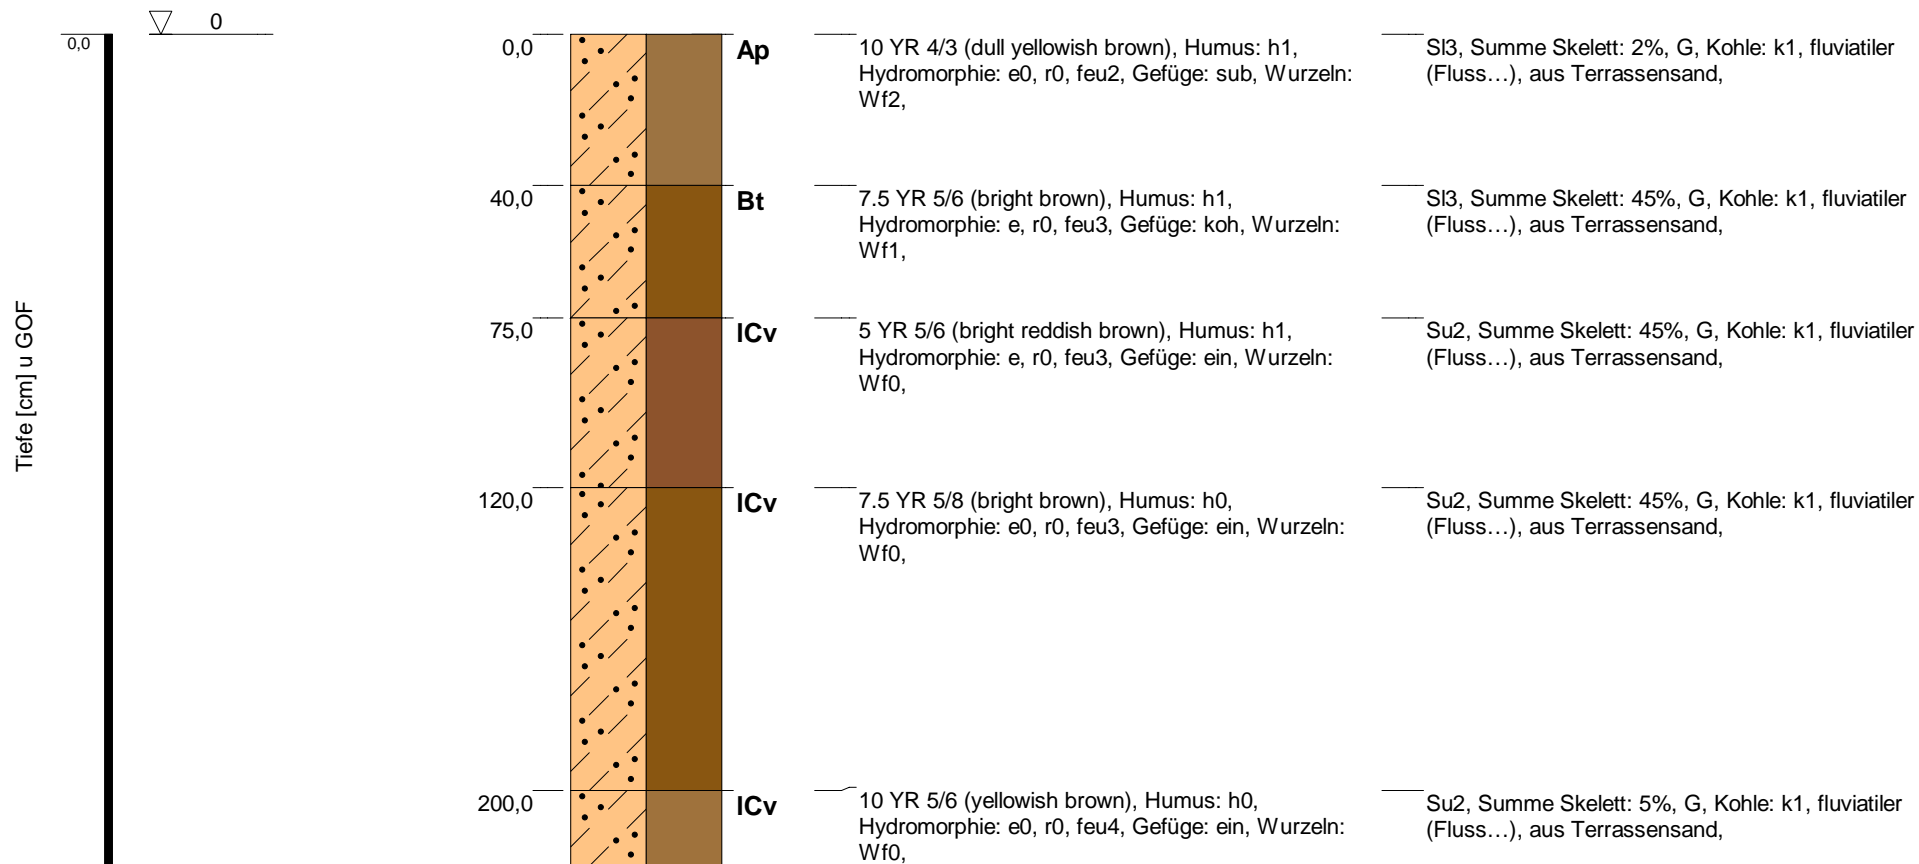 0
0,0
Tiefe [cm] u GOF
0,0
Ap
10 YR 4/3 (dull yellowish brown), Humus: h1,
Hydromorphie: e0, r0, feu2, Gefüge: sub, Wurzeln:
Wf2,
Sl3, Summe Skelett: 2%, G, Kohle: k1, fluviatiler
(Fluss...), aus Terrassensand,
40,0
Bt
7.5 YR 5/6 (bright brown), Humus: h1,
Hydromorphie: e, r0, feu3, Gefüge: koh, Wurzeln:
Wf1,
Sl3, Summe Skelett: 45%, G, Kohle: k1, fluviatiler
(Fluss...), aus Terrassensand,
75,0
ICv
5 YR 5/6 (bright reddish brown), Humus: h1,
Hydromorphie: e, r0, feu3, Gefüge: ein, Wurzeln:
Wf0,
Su2, Summe Skelett: 45%, G, Kohle: k1, fluviatiler
(Fluss...), aus Terrassensand,
120,0
ICv
7.5 YR 5/8 (bright brown), Humus: h0,
Hydromorphie: e0, r0, feu3, Gefüge: ein, Wurzeln:
Wf0,
Su2, Summe Skelett: 45%, G, Kohle: k1, fluviatiler
(Fluss...), aus Terrassensand,
200,0
ICv
10 YR 5/6 (yellowish brown), Humus: h0,
Hydromorphie: e0, r0, feu4, Gefüge: ein, Wurzeln:
Wf0,
Su2, Summe Skelett: 5%, G, Kohle: k1, fluviatiler
(Fluss...), aus Terrassensand,